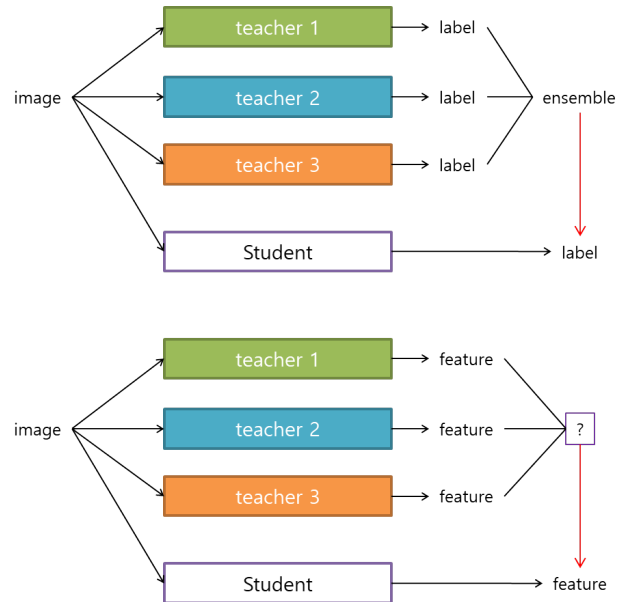 teacher 1
label
image
teacher 2
label
ensemble
teacher 3
label
Student
label
teacher 1
feature
image
teacher 2
feature
?
teacher 3
feature
Student
feature